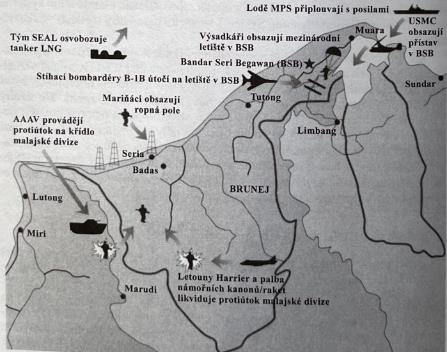 Lodě MPS připlouvají s posilami
USMC
obsazují
přístav
v BSB
Muara
Výsadkáři obsazují mezinárodní
letiště v BSB
Tým SEAL osvobozuje
tanker LNG
Bandar Seri Begawan (BSB)
Stíhací bombardéry B-1B útočí na letiště v BSB
Sundar
Mariňáci obsazují
ropná pole
Tutong
AAAV provádějí
protiútok na křídlo
malajské divize
Limbang
Seria
Badas
BRUNEJ
Lutong
Miri
Marudi
Letouny Harrier a palba
námořních kanonů/raket
likviduje protiútok malajské divize